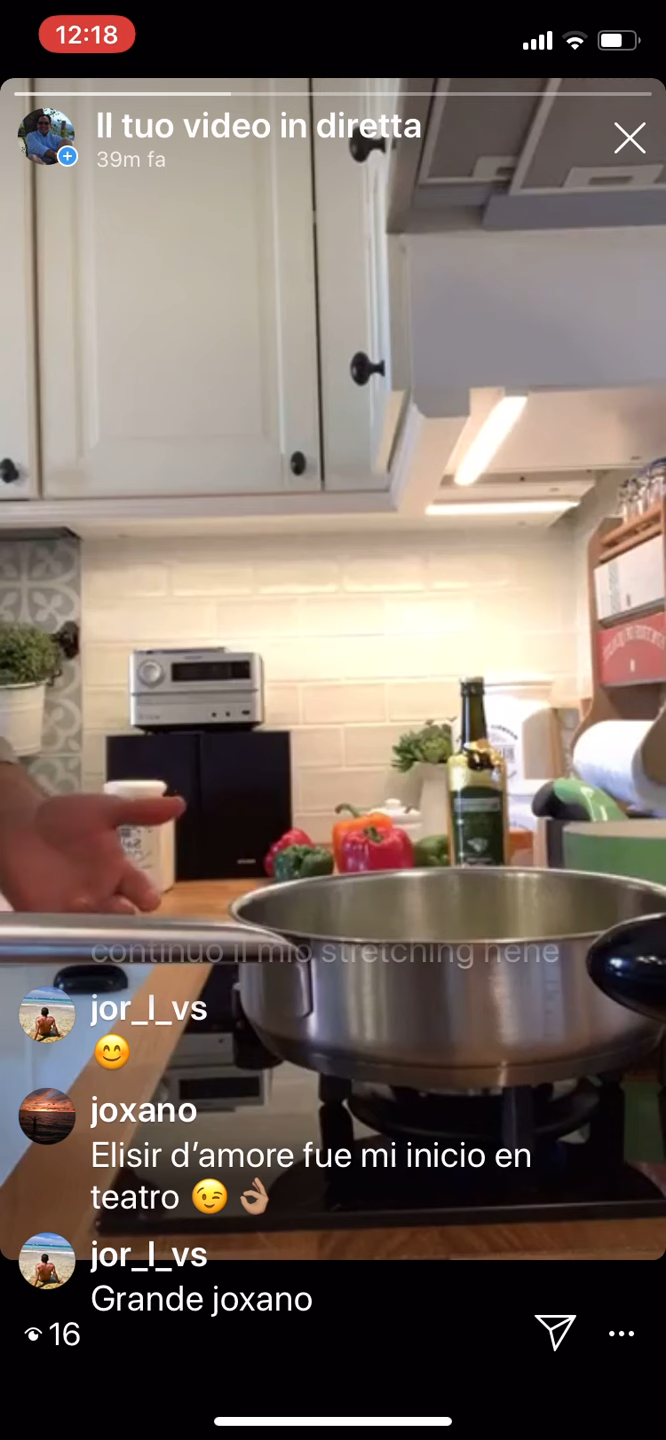 12:18
Il tuo video in diretta
39m fa
continuo il mio stretching hehe
jor_l_vs
😊
joxano
Elisir d’amore fue mi inicio en
teatro 😉👌🏼
jor_l_vs
Grande joxano
16